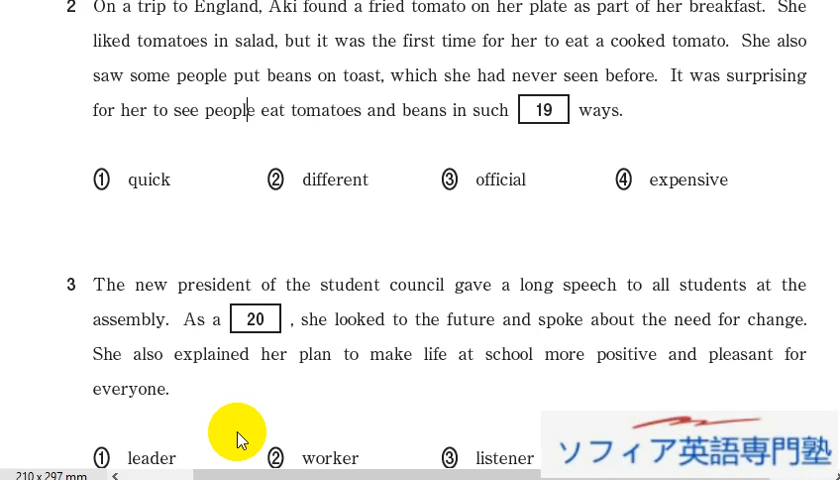 2 On a trip to England, Aki found a fried tomato on her plate as part of her breakfast. She
liked tomatoes in salad, but it was the first time for her to eat a cooked tomato. She also
saw some people put beans on toast, which she had never seen before. It was surprising
for her to see people eat tomatoes and beans in such 19 ways.
① quick ② different ③ official ④ expensive
3 The new president of the student council gave a long speech to all students at the
assembly. As a 20 , she looked to the future and spoke about the need for change.
She also explained her plan to make life at school more positive and pleasant for
everyone.
① leader ② worker ③ listener
ソフィア英語専門塾
210 x 297 mm